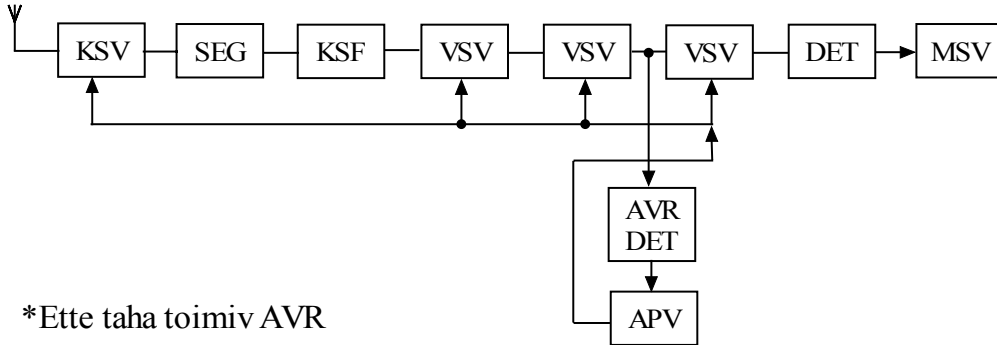 KSV SEG KSF VSV VSV VSV DET MSV
AVR
DET
APV
*Ette taha toimiv AVR